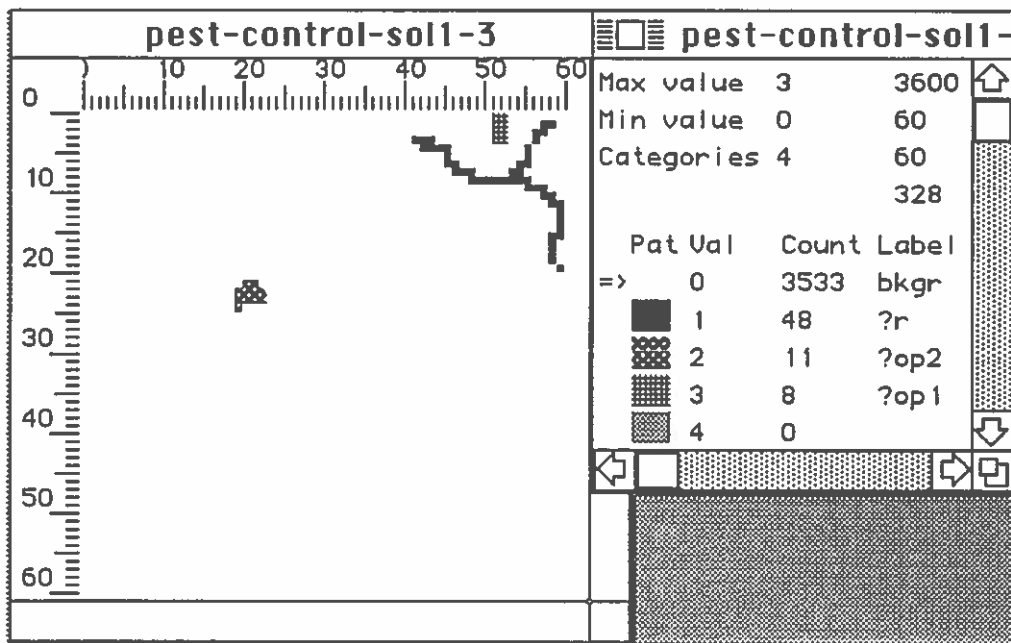 pest-control-sol1-3
) 10 20 30 40 50 60
0
10
20
30
40
50
60
pest-control-sol1-
Max value 3 3600
Min value 0 60
Categories 4 60
328
Pat Val Count Label
=> 0 3533 bkgr
1 48 ?r
2 11 ?op2
3 8 ?op1
4 0